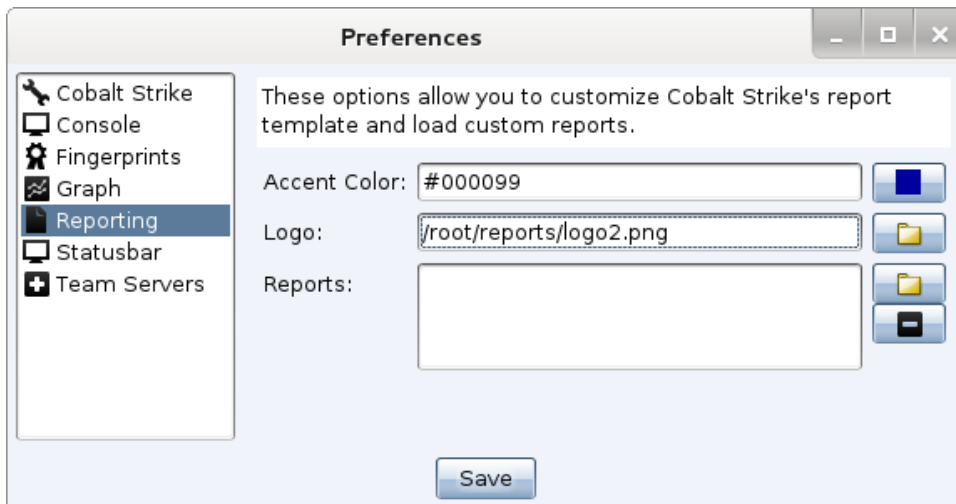 Preferences
Cobalt Strike
Console
Fingerprints
Graph
Reporting
Statusbar
Team Servers
These options allow you to customize Cobalt Strike's report
template and load custom reports.
Accent Color: #000099
Logo: /root/reports/logo2.png
Reports:
Save